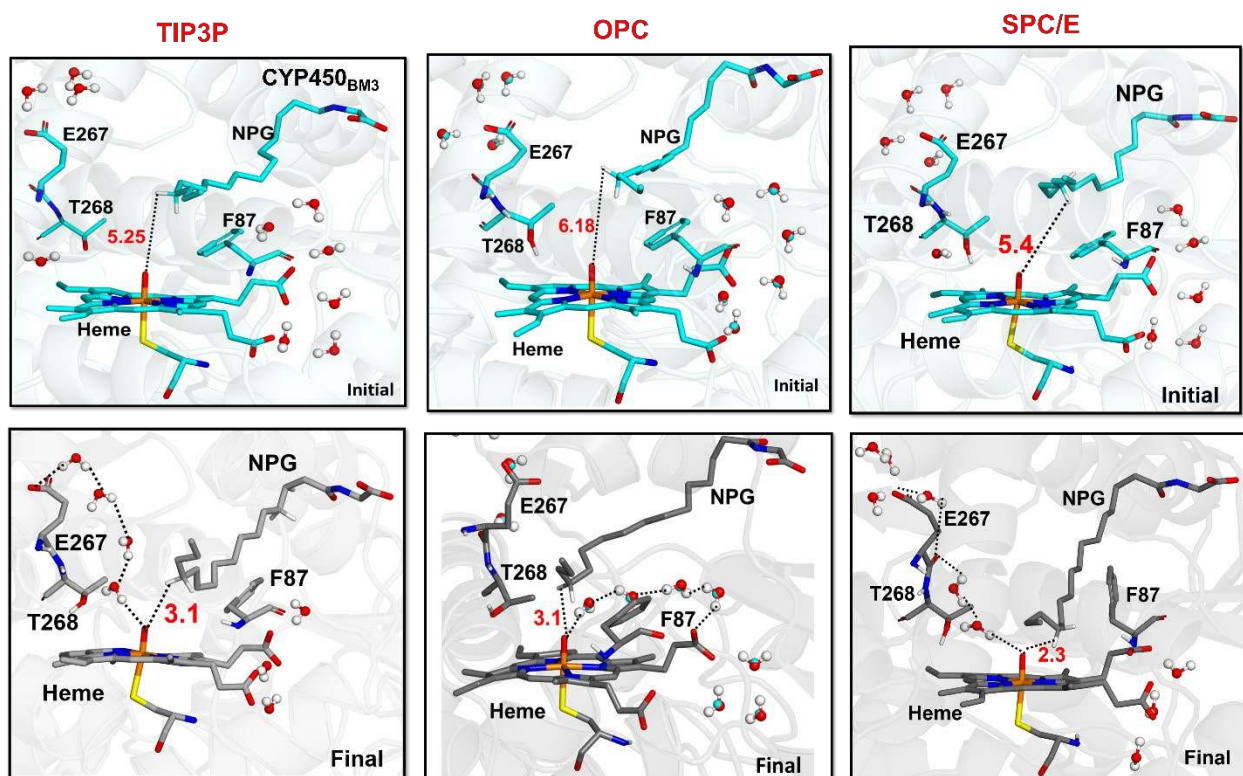 TIP3P
OPC
SPC/E
CYP450BM3
NPG
E267
T268
5.25
F87
Heme
Initial
NPG
E267
T268
6.18
F87
Heme
Initial
NPG
E267
T268
5.4
F87
Heme
Initial
NPG
E267
F87
T268
3.1
Heme
Final
NPG
E267
T268
3.1
F87
Heme
Final
NPG
E267
T268
F87
2.3
Heme
Final